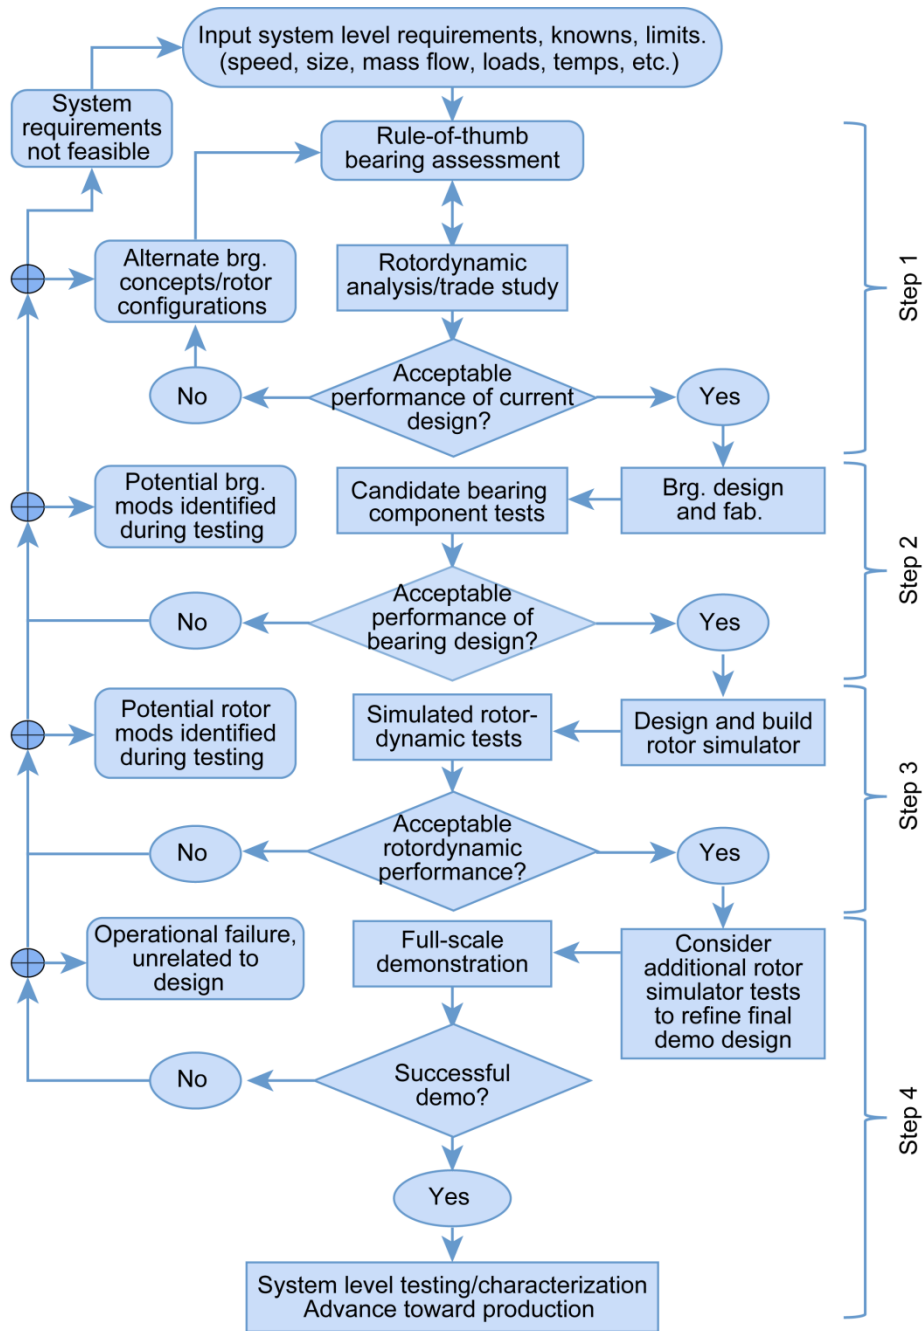 Input system level requirements, knowns, limits.
(speed, size, mass flow, loads, temps, etc.)
System
requirements
not feasible
Rule-of-thumb
bearing assessment
Alternate brg.
concepts/rotor
configurations
Rotordynamic
analysis/trade study
Step 1
No
Acceptable
performance of current
design?
Yes
Potential brg.
mods identified
during testing
Candidate bearing
component tests
Brg. design
and fab.
Step 2
No
Acceptable
performance of
bearing design?
Yes
Potential rotor
mods identified
during testing
Simulated rotor-
dynamic tests
Design and build
rotor simulator
Step 3
No
Acceptable
rotordynamic
performance?
Yes
Operational failure,
unrelated to
design
Full-scale
demonstration
Consider
additional rotor
simulator tests
to refine final
demo design
Step 4
No
Successful
demo?
Yes
System level testing/characterization
Advance toward production